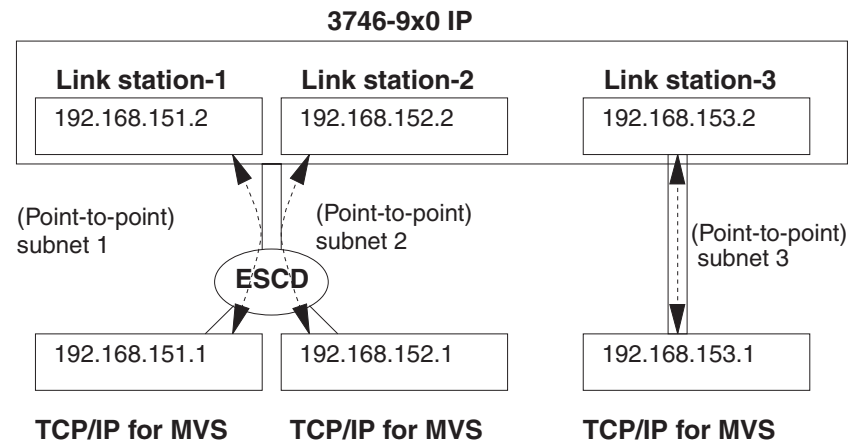 3746-9x0 IP
Link station-1 Link station-2 Link station-3
192.168.151.2 192.168.152.2 192.168.153.2
(Point-to-point)
subnet 1
(Point-to-point)
subnet 2
(Point-to-point)
subnet 3
ESCD
192.168.151.1 192.168.152.1 192.168.153.1
TCP/IP for MVS TCP/IP for MVS TCP/IP for MVS